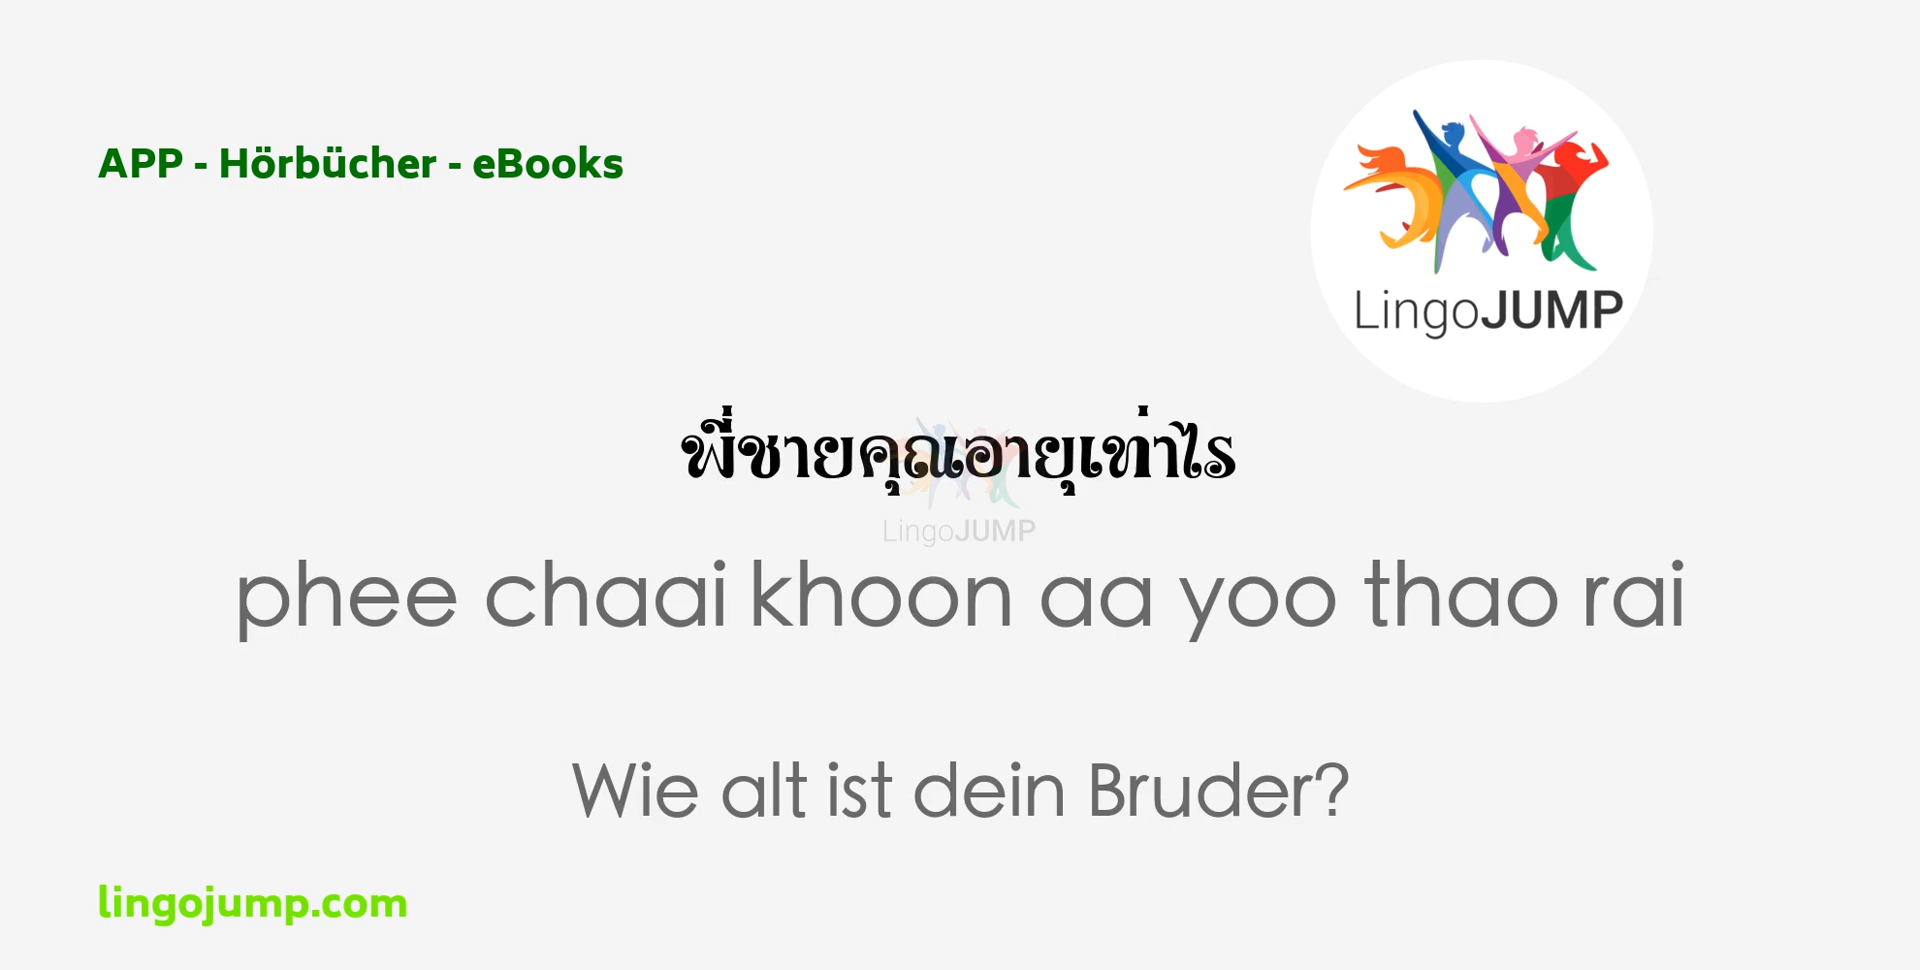 APP - Hörbücher - eBooks
LingoJUMP
พี่ชายคุณอายุเท่าไร
LingoJUMP
phee chaai khoon aa yoo thao rai
Wie alt ist dein Bruder?
lingojump.com